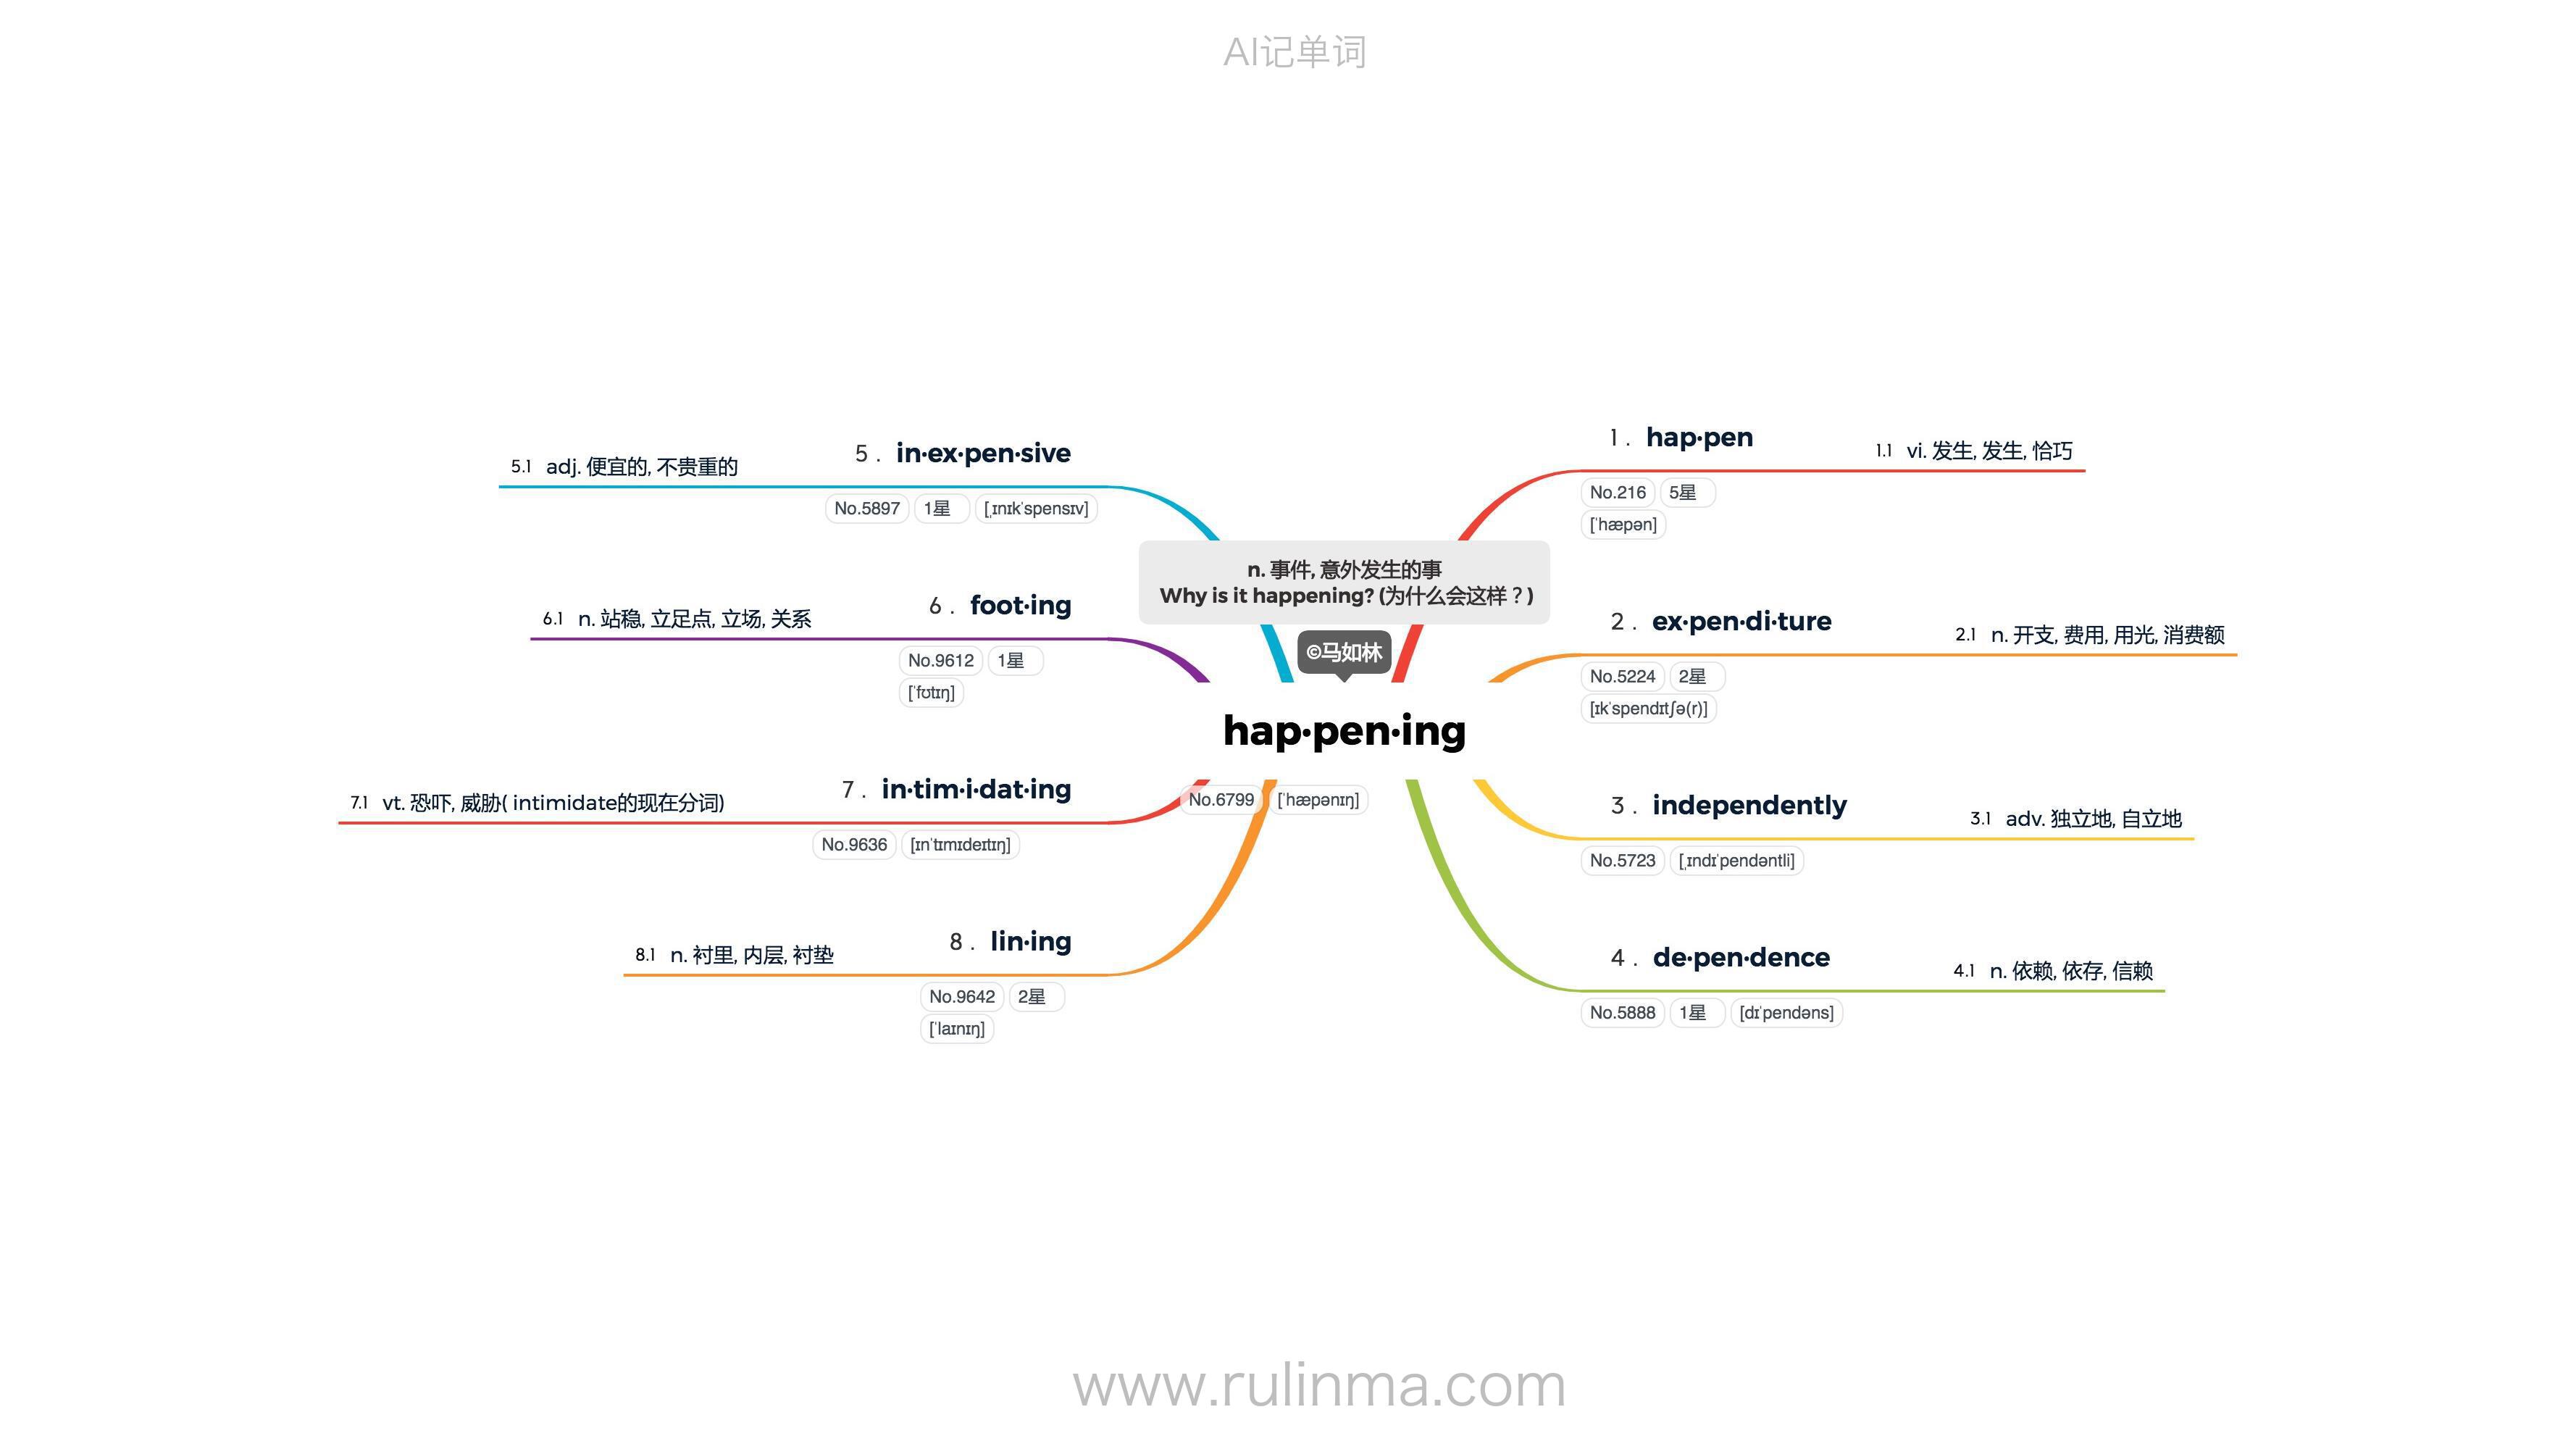 AI记单词
n. 事件, 意外发生的事
Why is it happening? (为什么会这样？)
©马如林
hap·pen·ing
No.6799 [ˈhæpənɪŋ]
1. hap·pen
No.216 5星
[ˈhæpən]
1.1 vi. 发生, 发生, 恰巧
2. ex·pen·di·ture
No.5224 2星
[ɪkˈspendɪtʃə(r)]
2.1 n. 开支, 费用, 用光, 消费额
3. independently
No.5723 [ˌɪndɪˈpendəntli]
3.1 adv. 独立地, 自立地
4. de·pen·dence
No.5888 1星 [dɪˈpendəns]
4.1 n. 依赖, 依存, 信赖
5. in·ex·pen·sive
No.5897 1星 [ˌɪnɪkˈspensɪv]
5.1 adj. 便宜的, 不贵重的
6. foot·ing
No.9612 1星
[ˈfʊtɪŋ]
6.1 n. 站稳, 立足点, 立场, 关系
7. in·tim·i·dat·ing
No.9636 [ɪnˈtɪmɪdeɪtɪŋ]
7.1 vt. 恐吓, 威胁( intimidate的现在分词)
8. lin·ing
No.9642 2星
[ˈlaɪnɪŋ]
8.1 n. 衬里, 内层, 衬垫
www.rulinma.com